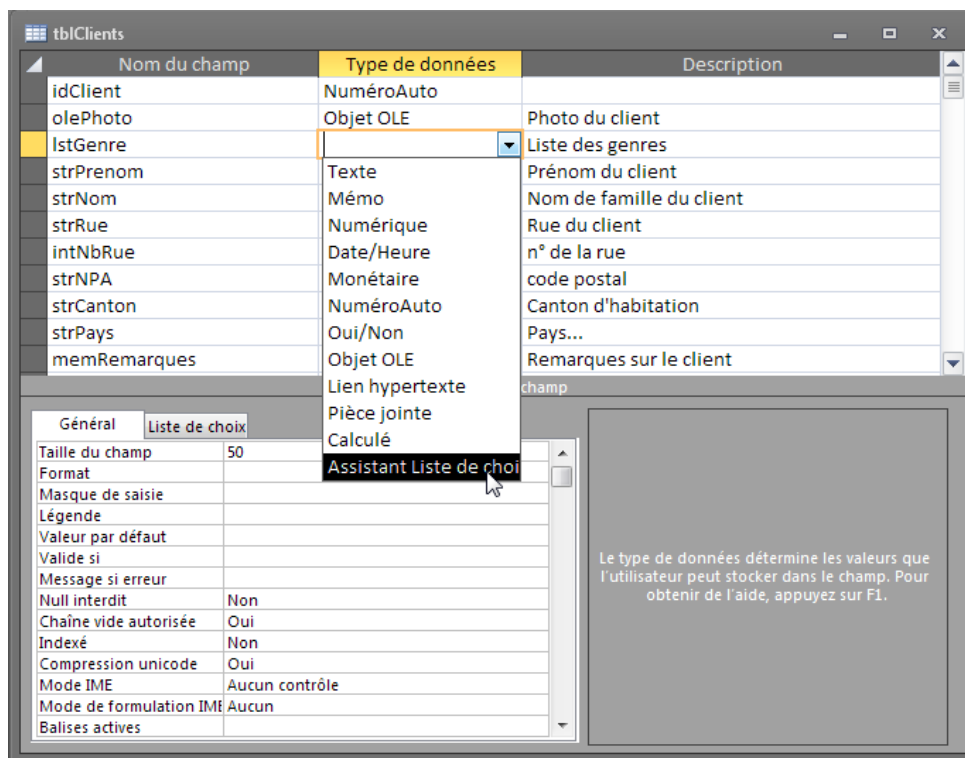 tblClients
Nom du champ Type de données Description
idClient NuméroAuto
olePhoto Objet OLE Photo du client
lstGenre Liste des genres
strPrenom Texte Prénom du client
strNom Mémo Nom de famille du client
strRue Numérique Rue du client
intNbRue Date/Heure n° de la rue
strNPA Monétaire code postal
strCanton NuméroAuto Canton d'habitation
strPays Oui/Non Pays...
memRemarques Objet OLE Remarques sur le client
Lien hypertexte champ
Pièce jointe
Général Liste de choix
Calculé
Taille du champ 50
Assistant Liste de choi
Format
Masque de saisie
Légende
Valeur par défaut
Valide si
Message si erreur
Null interdit Non
Chaîne vide autorisée Oui
Indexé Non
Compression unicode Oui
Mode IME Aucun contrôle
Mode de formulation IME Aucun
Balises actives
Le type de données détermine les valeurs que
l'utilisateur peut stocker dans le champ. Pour
obtenir de l'aide, appuyez sur F1.